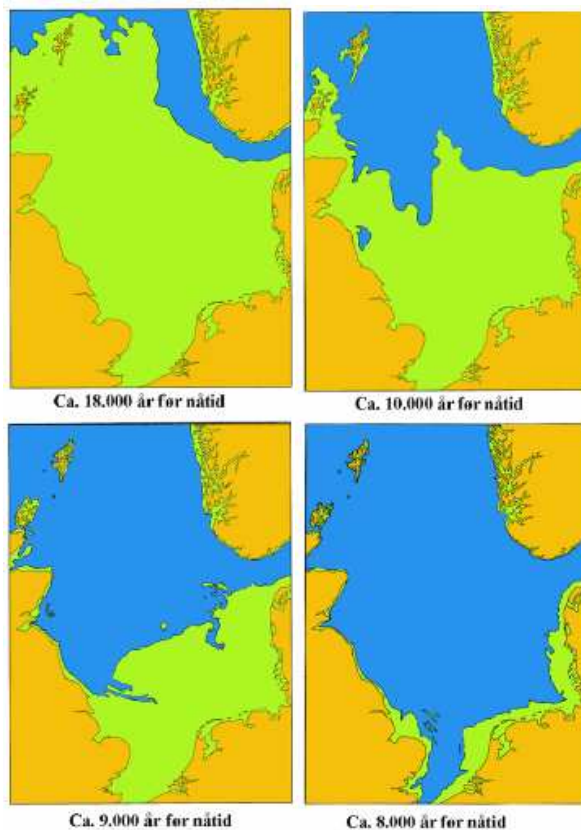 Ca. 18.000 år før nåtid
Ca. 10.000 år før nåtid
Ca. 9.000 år før nåtid
Ca. 8.000 år før nåtid